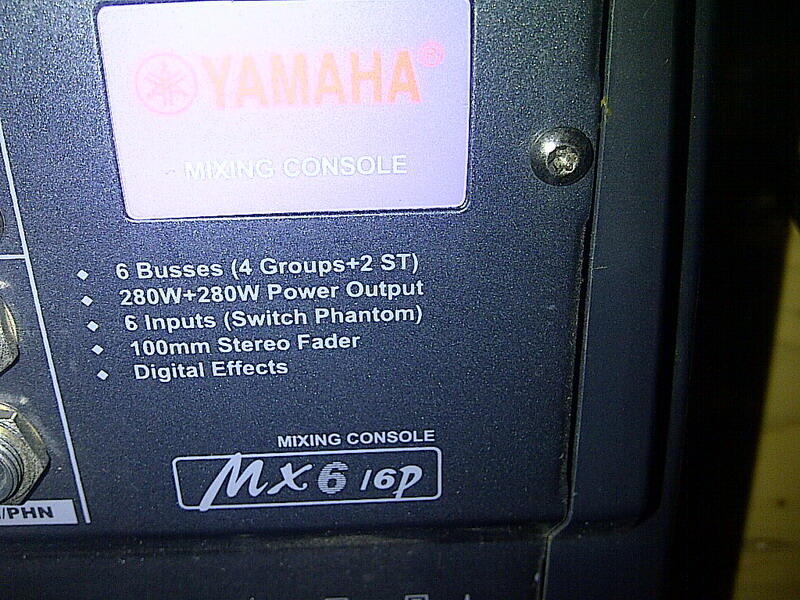 YAMAHA®
MIXING CONSOLE
6 Busses (4 Groups+2 ST)
280W+280W Power Output
6 Inputs (Switch Phantom)
100mm Stereo Fader
Digital Effects
MIXING CONSOLE
MX6 16p
/PHN